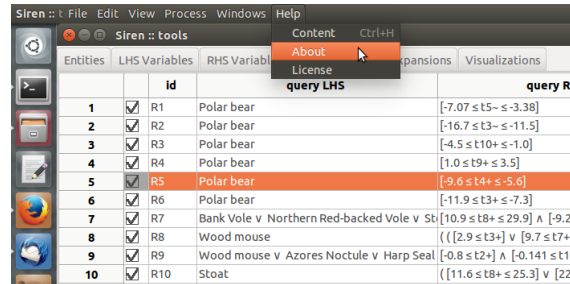 Siren :: t File Edit View Process Windows Help
Siren :: tools
Content Ctrl+H
About
License
Entities LHS Variables RHS Variabl xpansions Visualizations
id query LHS query R
1 R1 Polar bear [-7.07 ≤ t5~ ≤ -3.38]
2 R2 Polar bear [-16.7 ≤ t3~ ≤ -11.5]
3 R3 Polar bear [-4.5 ≤ t10+ ≤ -1.0]
4 R4 Polar bear [1.0 ≤ t9+ ≤ 3.5]
5 R5 Polar bear [-9.6 ≤ t4+ ≤ -5.6]
6 R6 Polar bear [-11.9 ≤ t3+ ≤ -7.3]
7 R7 Bank Vole ∨ Northern Red-backed Vole ∨ St [10.9 ≤ t8+ ≤ 29.9] ∧ [-9.2
8 R8 Wood mouse ( ( [2.9 ≤ t3+] ∨ [9.7 ≤ t7+
9 R9 Wood mouse ∨ Azores Noctule ∨ Harp Seal [-0.8 ≤ t2+] ∧ [-0.141 ≤ t1
10 R10 Stoat ( [11.6 ≤ t8+ ≤ 25.3] ∨ [22